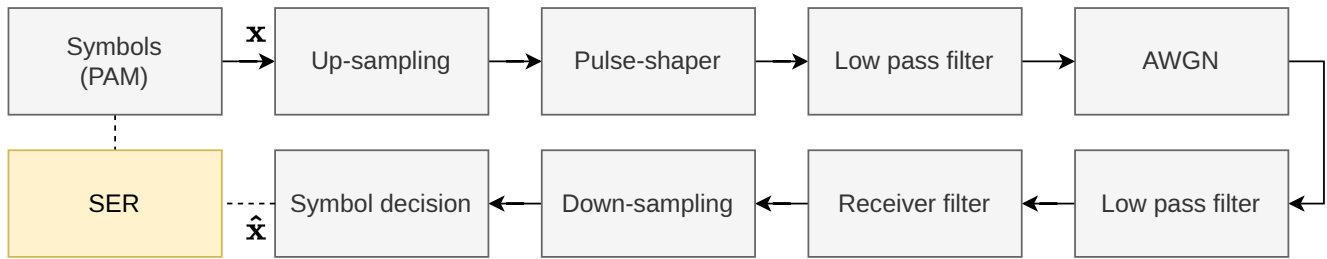 Symbols
(PAM)
x
Up-sampling
Pulse-shaper
Low pass filter
AWGN
SER
x̂
Symbol decision
Down-sampling
Receiver filter
Low pass filter